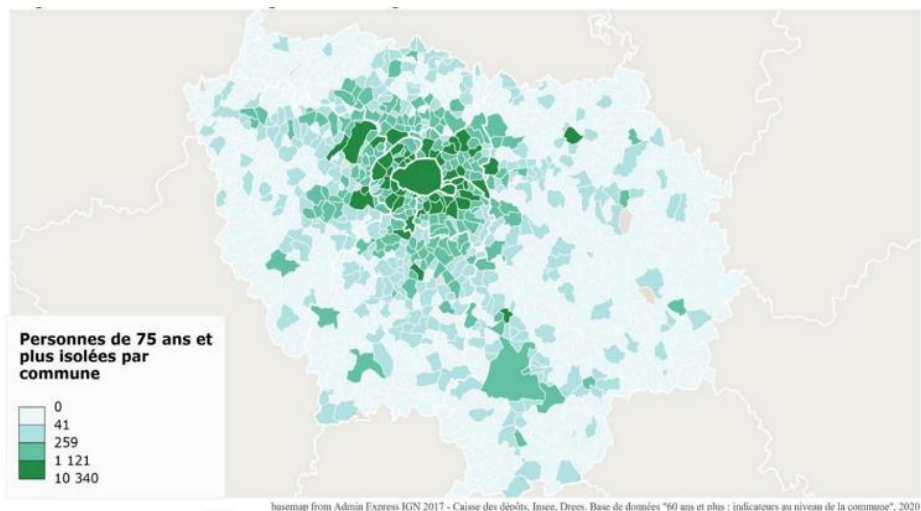 Personnes de 75 ans et
plus isolées par
commune
0
41
259
1 121
10 340
basemap from Admin Express IGN 2017 - Caisse des dépôts, Insee, Drees. Base de données "60 ans et plus : indicateurs au niveau de la commune", 2020